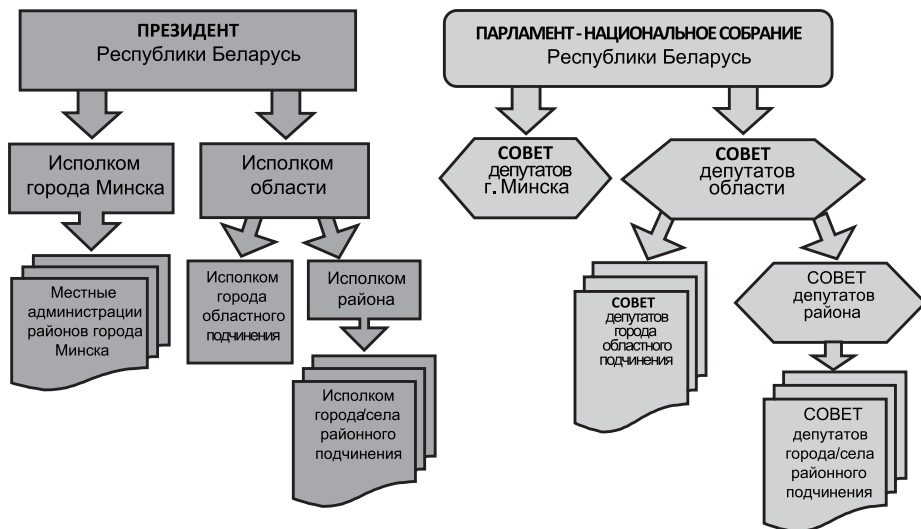 ПРЕЗИДЕНТ
Республики Беларусь
Исполком
города Минска
Исполком
области
Местные
администрации
районов города
Минска
Исполком
города
областного
подчинения
Исполком
района
Исполком
города/села
районного
подчинения
ПАРЛАМЕНТ - НАЦИОНАЛЬНОЕ СОБРАНИЕ
Республики Беларусь
СОВЕТ
депутатов
г. Минска
СОВЕТ
депутатов
области
СОВЕТ
депутатов
города
областного
подчинения
СОВЕТ
депутатов
района
СОВЕТ
депутатов
города/села
районного
подчинения